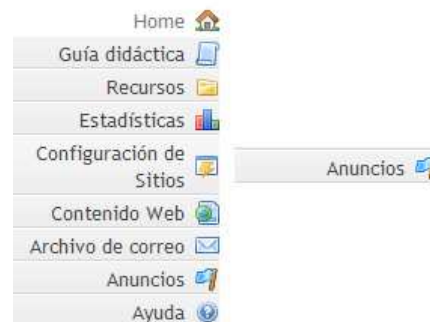 Home
Guía didáctica
Recursos
Estadísticas
Configuración de
Sitios
Contenido Web
Archivo de correo
Anuncios
Ayuda
Anuncios